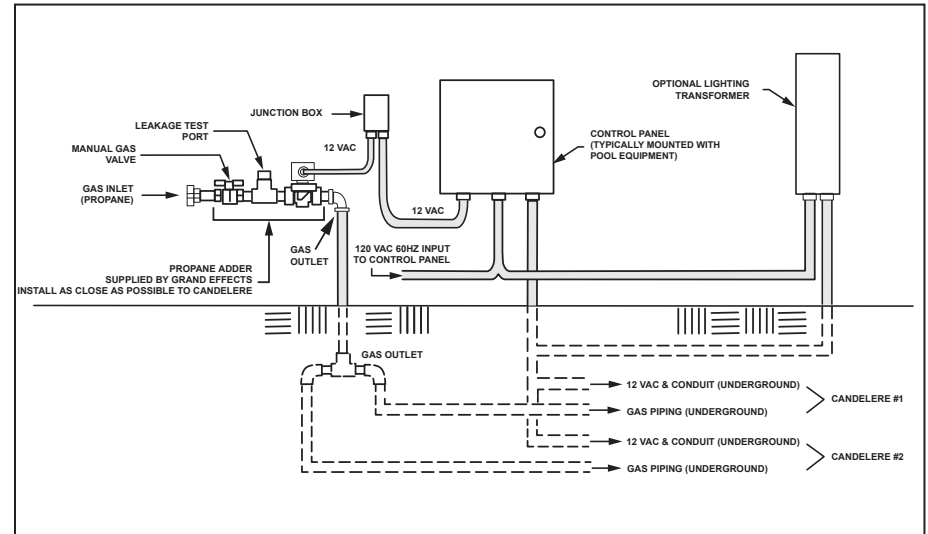 OPTIONAL LIGHTING
TRANSFORMER
JUNCTION BOX
LEAKAGE TEST
PORT
CONTROL PANEL
(TYPICALLY MOUNTED WITH
POOL EQUIPMENT)
12 VAC
MANUAL GAS
VALVE
GAS INLET
(PROPANE)
12 VAC
GAS
OUTLET
120 VAC 60HZ INPUT
TO CONTROL PANEL
PROPANE ADDER
SUPPLIED BY GRAND EFFECTS
INSTALL AS CLOSE AS POSSIBLE TO CANDELERE
GAS OUTLET
12 VAC & CONDUIT (UNDERGROUND)
CANDELERE #1
GAS PIPING (UNDERGROUND)
12 VAC & CONDUIT (UNDERGROUND)
CANDELERE #2
GAS PIPING (UNDERGROUND)